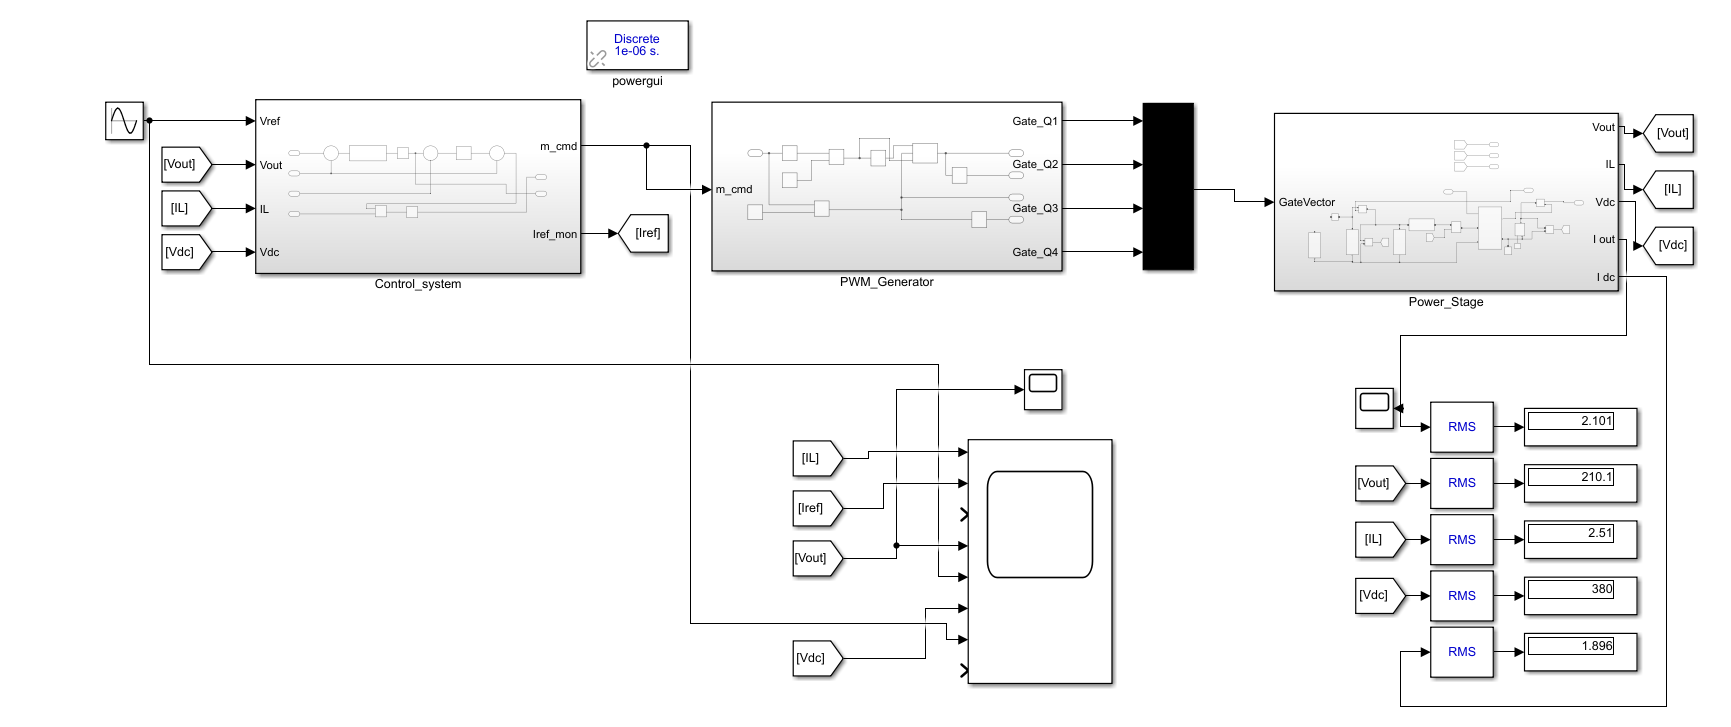 Discrete
1e-06 s.
powergui
Vref
Vout
IL
Vdc
m_cmd
Iref_mon
Control_system
[Vout]
[IL]
[Vdc]
[Iref]
m_cmd
Gate_Q1
Gate_Q2
Gate_Q3
Gate_Q4
PWM_Generator
GateVector
Vout
IL
Vdc
I out
I dc
Power_Stage
[Vout]
[IL]
[Vdc]
[IL]
[Iref]
[Vout]
[Vdc]
RMS
2.101
[Vout]
RMS
210.1
[IL]
RMS
2.51
[Vdc]
RMS
380
RMS
1.896